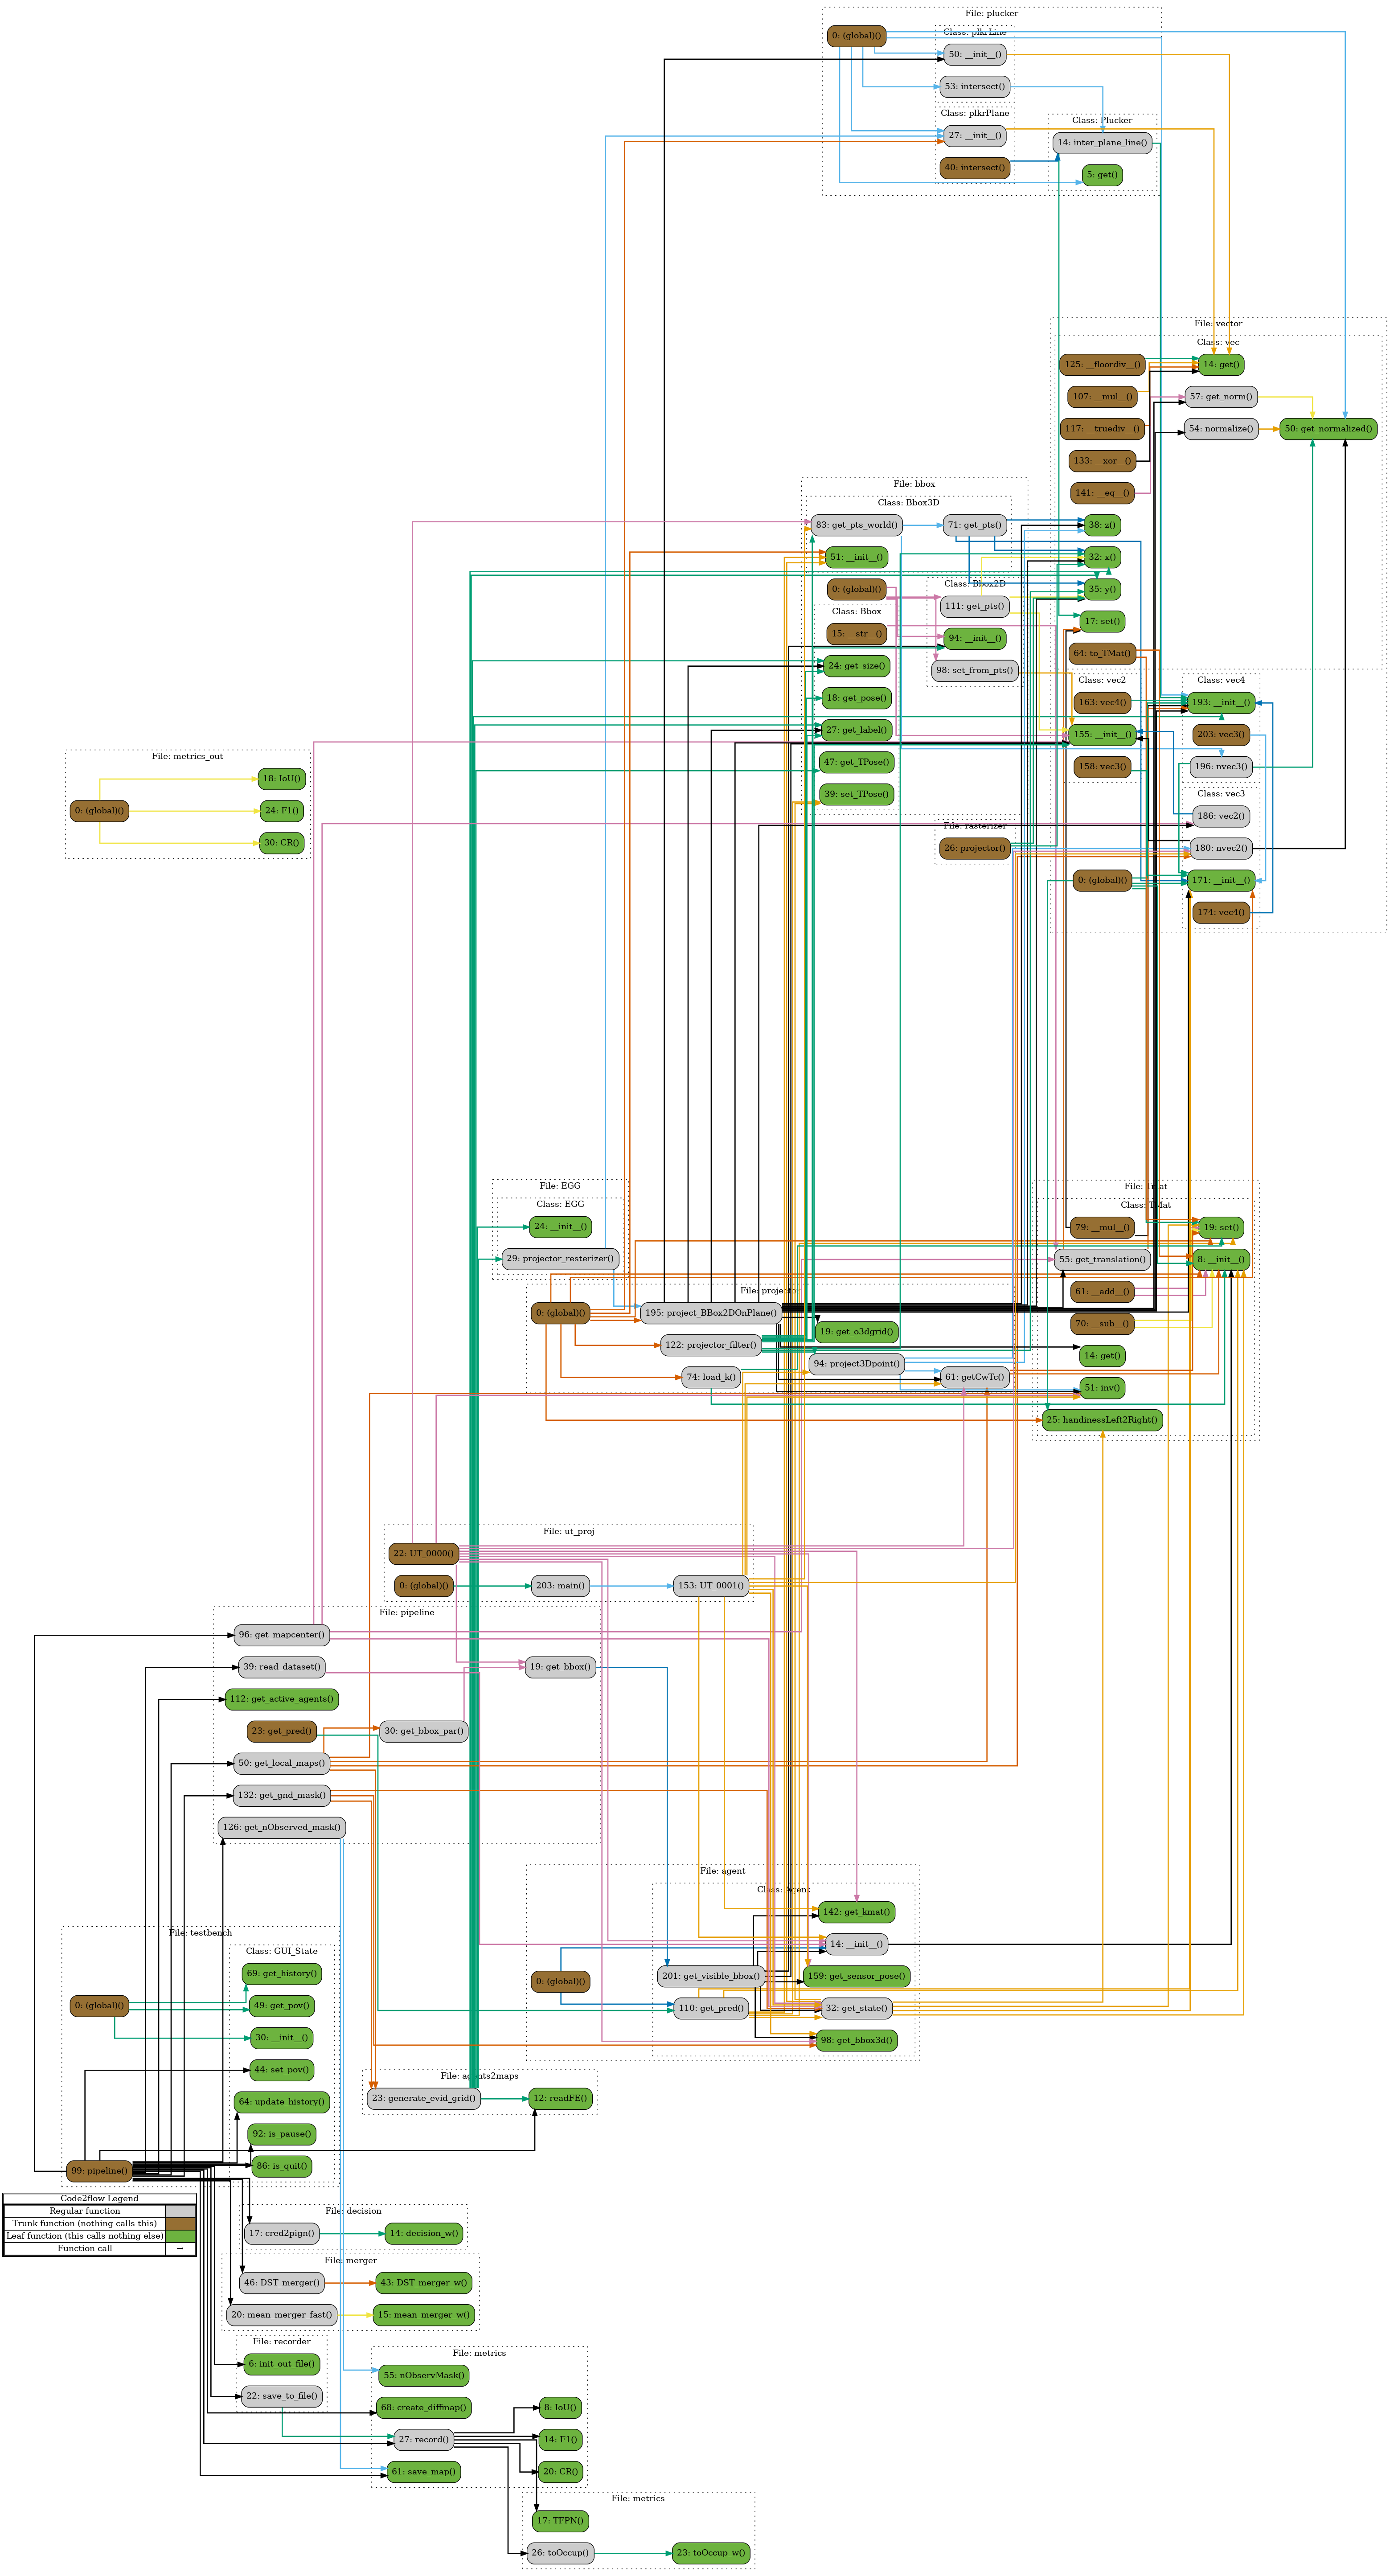 File: plucker
0: (global)()
Class: plkrLine
50: __init__()
53: intersect()
Class: plkrPlane
27: __init__()
40: intersect()
Class: Plucker
14: inter_plane_line()
5: get()
File: vector
Class: vec
125: __floordiv__()
14: get()
107: __mul__()
57: get_norm()
117: __truediv__()
54: normalize()
50: get_normalized()
133: __xor__()
141: __eq__()
38: z()
32: x()
35: y()
17: set()
64: to_TMat()
Class: vec2
163: vec4()
155: __init__()
158: vec3()
Class: vec4
193: __init__()
203: vec3()
196: nvec3()
Class: vec3
186: vec2()
180: nvec2()
171: __init__()
174: vec4()
0: (global)()
File: bbox
Class: Bbox3D
83: get_pts_world()
71: get_pts()
51: __init__()
0: (global)()
Class: Bbox2D
111: get_pts()
94: __init__()
98: set_from_pts()
Class: Bbox
15: __str__()
24: get_size()
18: get_pose()
27: get_label()
47: get_TPose()
39: set_TPose()
File: rasterizer
26: projector()
File: metrics_out
0: (global)()
18: IoU()
24: F1()
30: CR()
File: EGG
Class: EGG
24: __init__()
29: projector_resterizer()
File: Tmat
Class: TMat
79: __mul__()
19: set()
55: get_translation()
8: __init__()
61: __add__()
70: __sub__()
14: get()
51: inv()
25: handinessLeft2Right()
File: projector
0: (global)()
195: project_BBox2DOnPlane()
19: get_o3dgrid()
122: projector_filter()
94: project3Dpoint()
74: load_k()
61: getCwTc()
File: ut_proj
22: UT_0000()
0: (global)()
203: main()
153: UT_0001()
File: pipeline
96: get_mapcenter()
39: read_dataset()
19: get_bbox()
112: get_active_agents()
23: get_pred()
30: get_bbox_par()
50: get_local_maps()
132: get_gnd_mask()
126: get_nObserved_mask()
File: agent
Class: Agent
142: get_kmat()
14: __init__()
0: (global)()
201: get_visible_bbox()
159: get_sensor_pose()
110: get_pred()
32: get_state()
98: get_bbox3d()
File: testbench
Class: GUI_State
69: get_history()
0: (global)()
49: get_pov()
30: __init__()
44: set_pov()
64: update_history()
92: is_pause()
99: pipeline()
86: is_quit()
File: agents2maps
23: generate_evid_grid()
12: readFE()
Code2flow Legend
Regular function
Trunk function (nothing calls this)
Leaf function (this calls nothing else)
Function call →
File: decision
17: cred2pign()
14: decision_w()
File: merger
46: DST_merger()
43: DST_merger_w()
20: mean_merger_fast()
15: mean_merger_w()
File: recorder
6: init_out_file()
22: save_to_file()
File: metrics
55: nObservMask()
68: create_diffmap()
8: IoU()
27: record()
14: F1()
61: save_map()
20: CR()
File: metrics
17: TFPN()
26: toOccup()
23: toOccup_w()